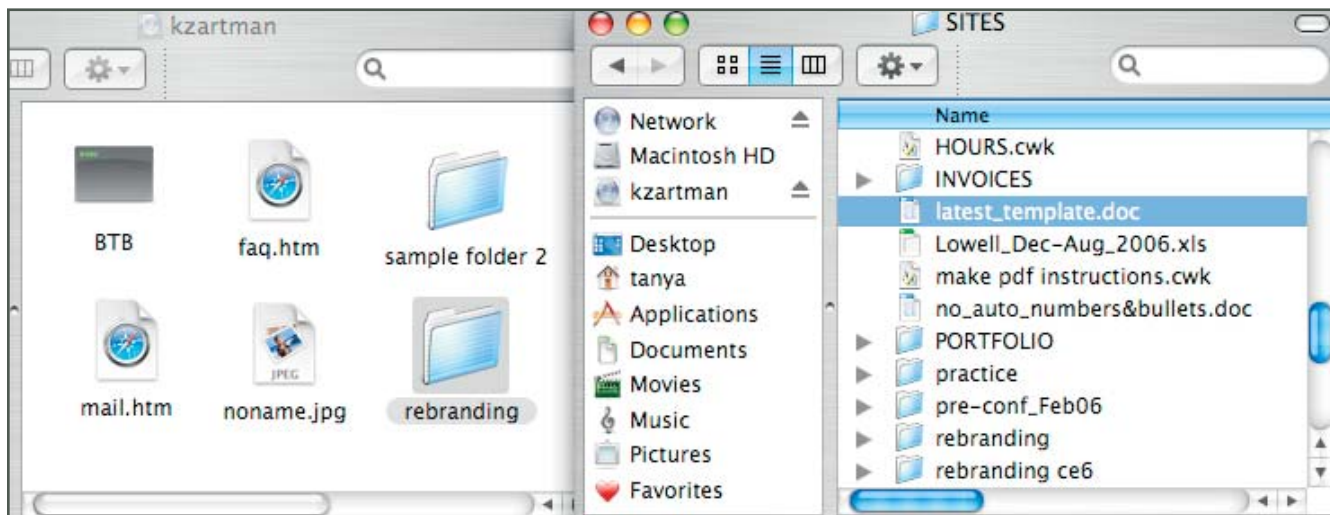 kzartman
BTB
faq.htm
sample folder 2
mail.htm
JPEG
noname.jpg
rebranding
SITES
Network
Macintosh HD
kzartman
Desktop
tanya
Applications
Documents
Movies
Music
Pictures
Favorites
Name
HOURS.cwk
INVOICES
latest_template.doc
Lowell_Dec-Aug_2006.xls
make pdf instructions.cwk
no_auto_numbers&bullets.doc
PORTFOLIO
practice
pre-conf_Feb06
rebranding
rebranding ce6